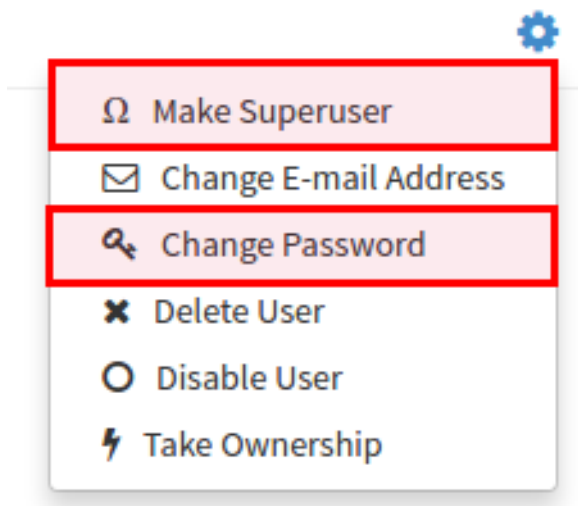 Ω Make Superuser
Change E-mail Address
Change Password
Delete User
Disable User
Take Ownership